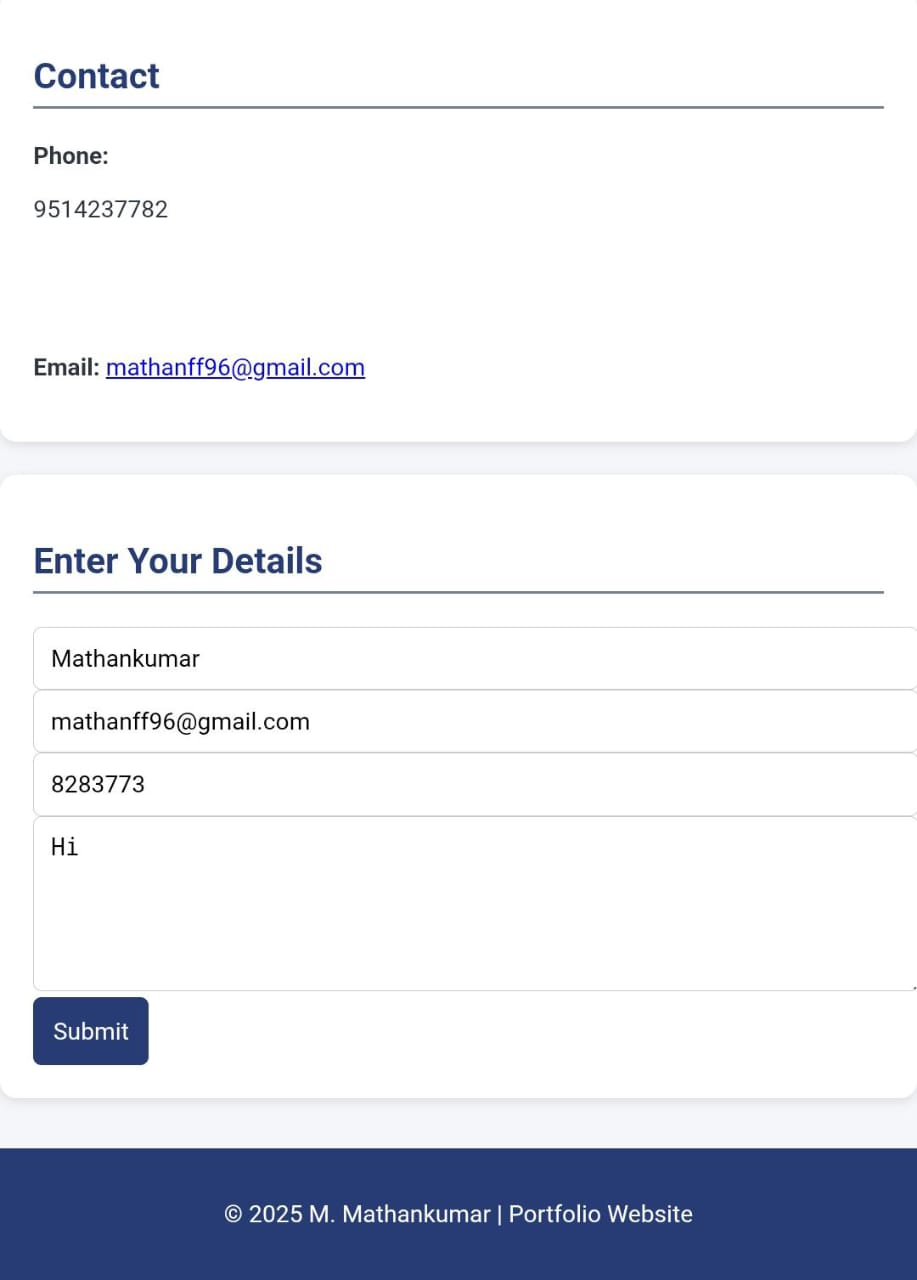 Contact
Phone:
9514237782
Email: mathanff96@gmail.com
Enter Your Details
Mathankumar
mathanff96@gmail.com
8283773
Hi
Submit
© 2025 M. Mathankumar | Portfolio Website